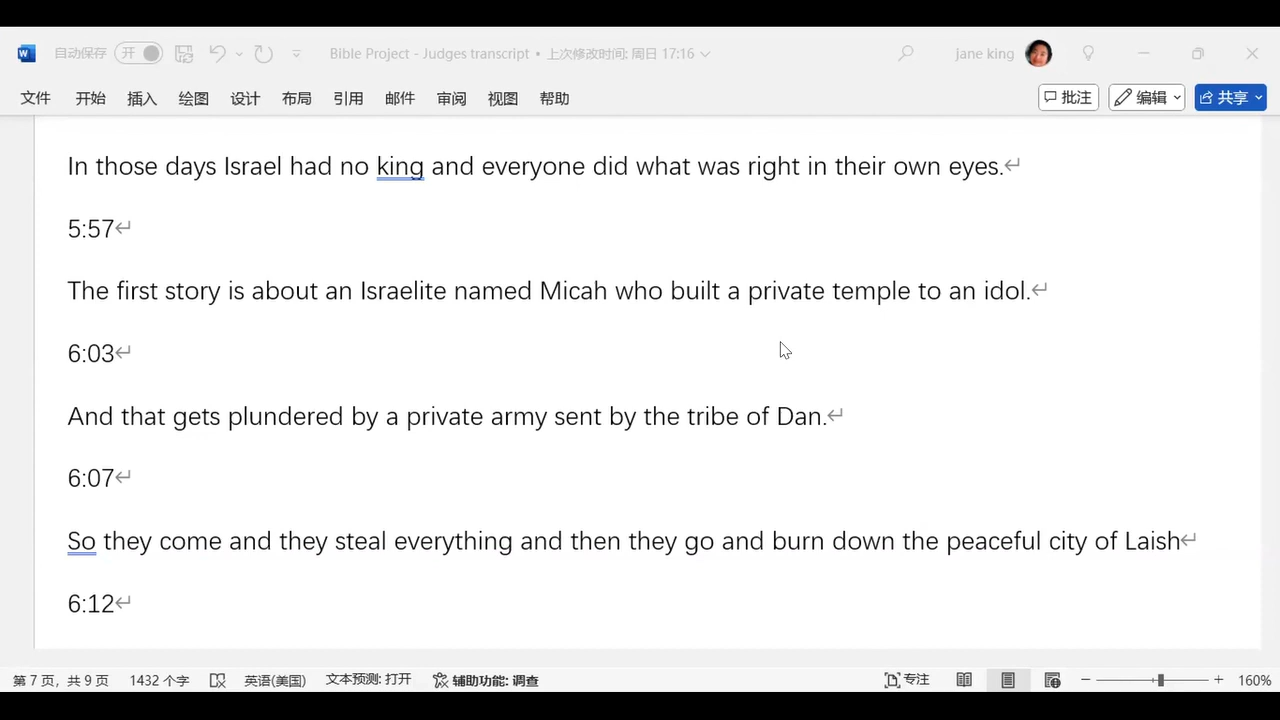 自动保存 开 Bible Project - Judges transcript • 上次修改时间: 周日 17:16 jane king
文件 开始 插入 绘图 设计 布局 引用 邮件 审阅 视图 帮助 批注 编辑 共享
In those days Israel had no king and everyone did what was right in their own eyes.
5:57
The first story is about an Israelite named Micah who built a private temple to an idol.
6:03
And that gets plundered by a private army sent by the tribe of Dan.
6:07
So they come and they steal everything and then they go and burn down the peaceful city of Laish
6:12
第 7 页，共 9 页 1432 个字 英语(美国) 文本预测: 打开 辅助功能: 调查 专注 160%